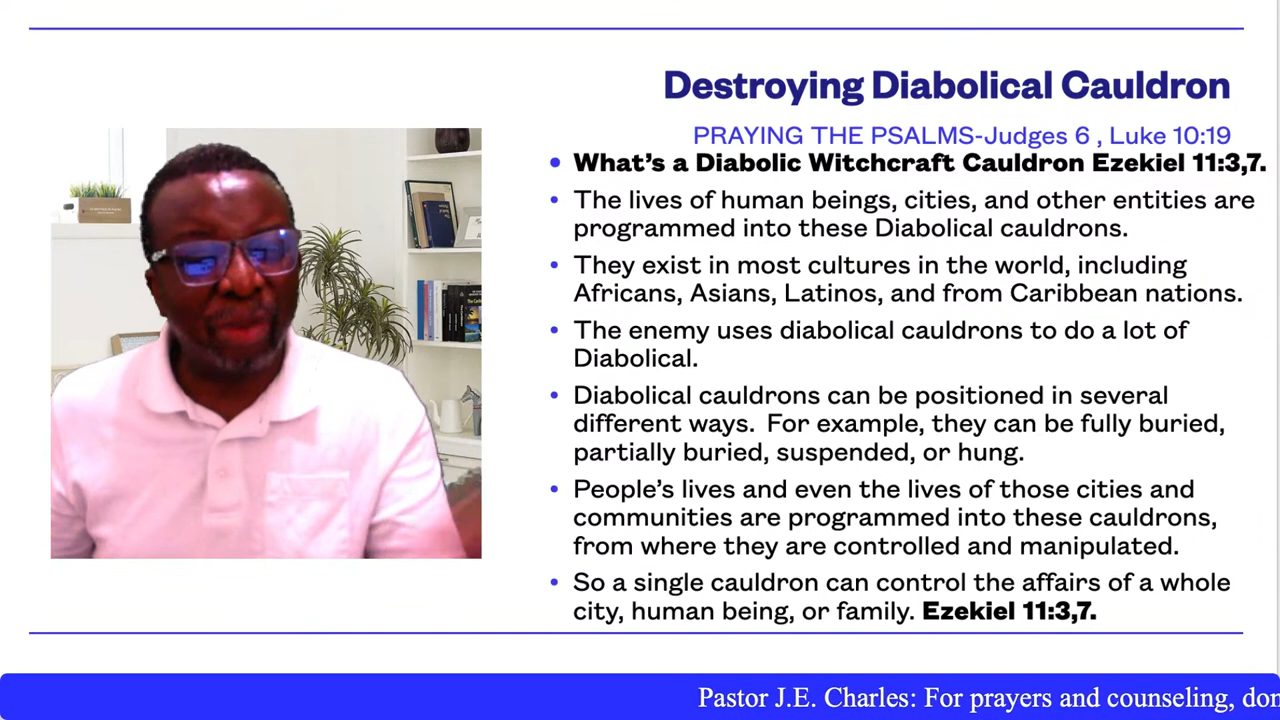 Destroying Diabolical Cauldron
PRAYING THE PSALMS-Judges 6 , Luke 10:19
• What's a Diabolic Witchcraft Cauldron Ezekiel 11:3,7.
• The lives of human beings, cities, and other entities are
programmed into these Diabolical cauldrons.
• They exist in most cultures in the world, including
Africans, Asians, Latinos, and from Caribbean nations.
• The enemy uses diabolical cauldrons to do a lot of
Diabolical.
• Diabolical cauldrons can be positioned in several
different ways.  For example, they can be fully buried,
partially buried, suspended, or hung.
• People's lives and even the lives of those cities and
communities are programmed into these cauldrons,
from where they are controlled and manipulated.
• So a single cauldron can control the affairs of a whole
city, human being, or family. Ezekiel 11:3,7.
Pastor J.E. Charles: For prayers and counseling, don